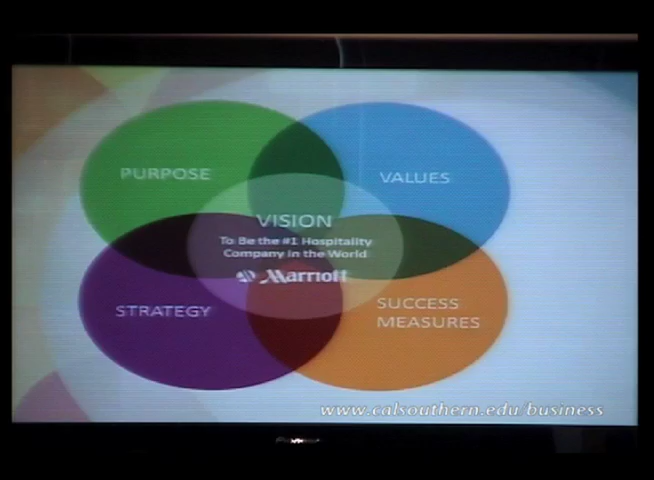 PURPOSE
VALUES
VISION
To Be the #1 Hospitality
Company in the World
Marriott
STRATEGY
SUCCESS
MEASURES
www.calsouthern.edu/business